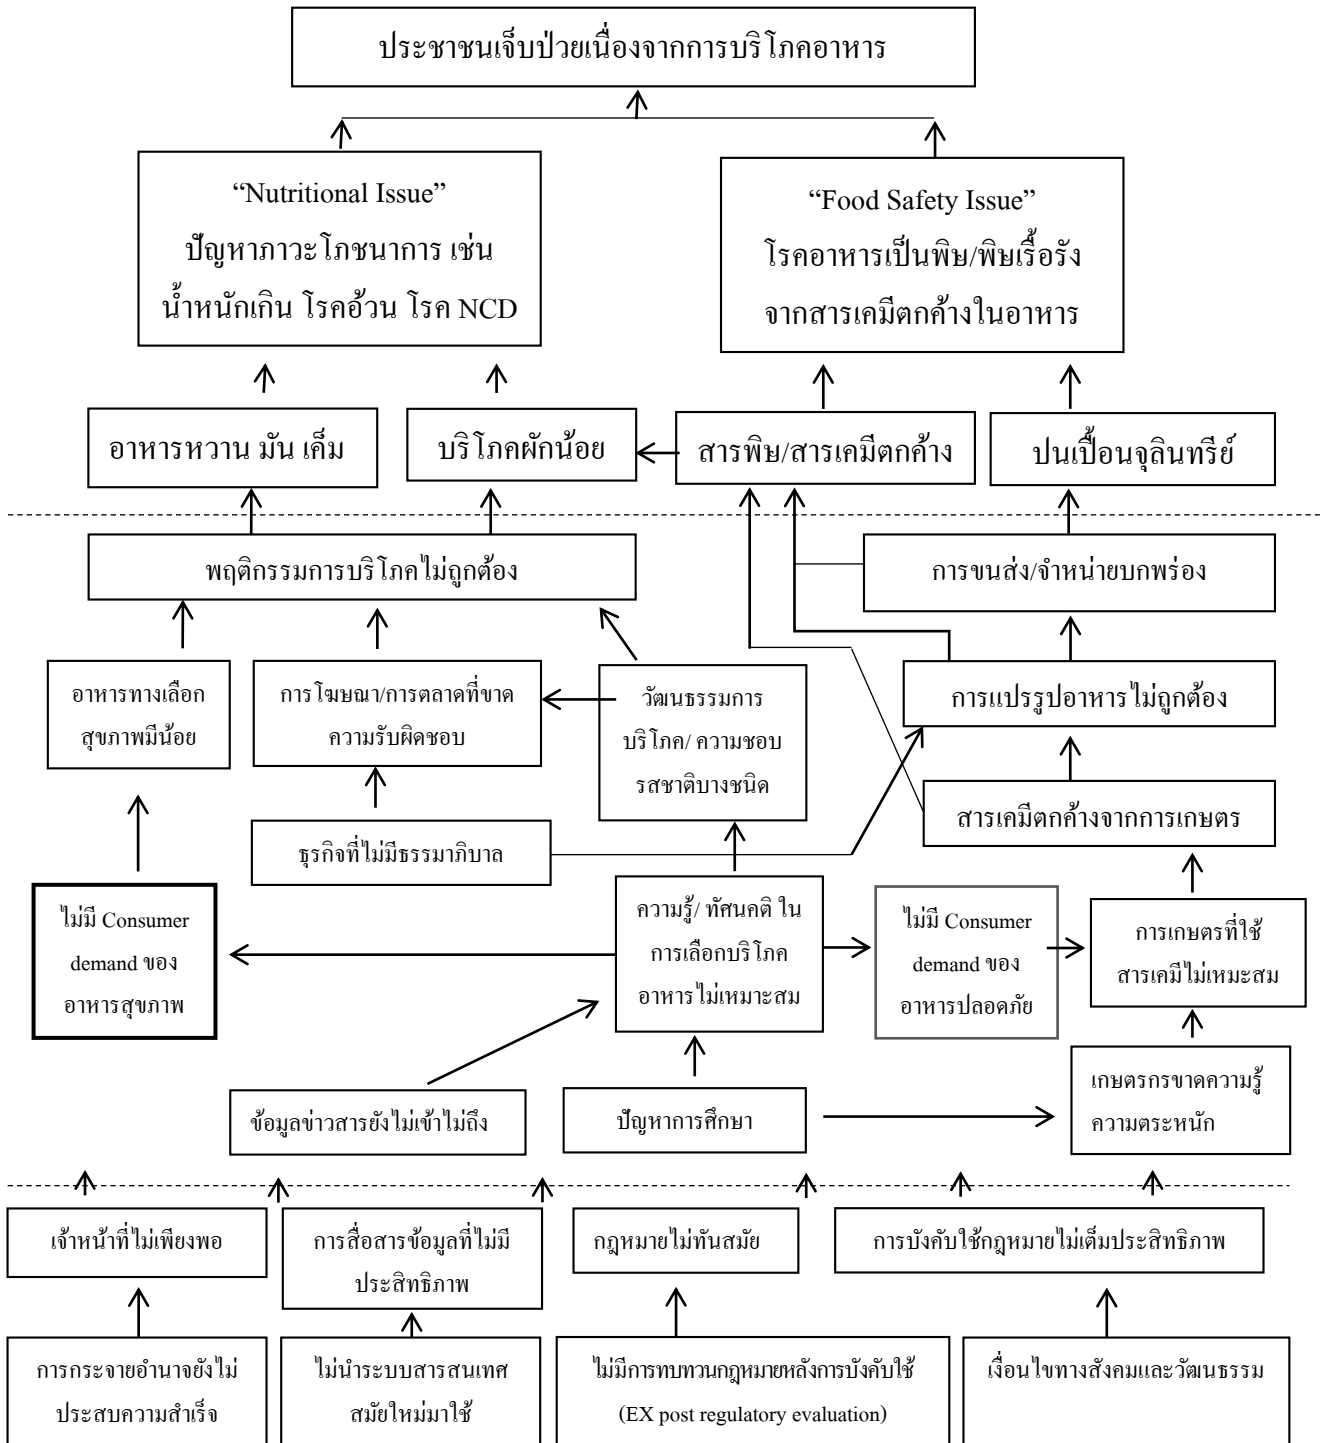 ประชาชนเจ็บป่วยเนื่องจากการบริโภคอาหาร
“Nutritional Issue”
ปัญหาภาวะโภชนาการ เช่น
น้ำหนักเกิน โรคอ้วน โรค NCD
“Food Safety Issue”
โรคอาหารเป็นพิษ/พิษเรื้อรัง
จากสารเคมีตกค้างในอาหาร
อาหารหวาน มัน เค็ม
บริโภคผักน้อย
สารพิษ/สารเคมีตกค้าง
ปนเปื้อนจุลินทรีย์
พฤติกรรมการบริโภคไม่ถูกต้อง
การขนส่ง/จำหน่ายบกพร่อง
อาหารทางเลือก
สุขภาพมีน้อย
การโฆษณา/การตลาดที่ขาด
ความรับผิดชอบ
วัฒนธรรมการ
บริโภค/ ความชอบ
รสชาติบางชนิด
การแปรรูปอาหารไม่ถูกต้อง
ธุรกิจที่ไม่มีธรรมาภิบาล
สารเคมีตกค้างจากการเกษตร
ไม่มี Consumer
demand ของ
อาหารสุขภาพ
ความรู้/ ทัศนคติ ใน
การเลือกบริโภค
อาหารไม่เหมาะสม
ไม่มี Consumer
demand ของ
อาหารปลอดภัย
การเกษตรที่ใช้
สารเคมีไม่เหมะสม
ข้อมูลข่าวสารยังไม่เข้าไม่ถึง
ปัญหาการศึกษา
เกษตรกรขาดความรู้
ความตระหนัก
เจ้าหน้าที่ไม่เพียงพอ
การสื่อสารข้อมูลที่ไม่มี
ประสิทธิภาพ
กฎหมายไม่ทันสมัย
การบังคับใช้กฎหมายไม่เต็มประสิทธิภาพ
การกระจายอำนาจยังไม่
ประสบความสำเร็จ
ไม่นำระบบสารสนเทศ
สมัยใหม่มาใช้
ไม่มีการทบทวนกฎหมายหลังการบังคับใช้
(EX post regulatory evaluation)
เงื่อนไขทางสังคมและวัฒนธรรม